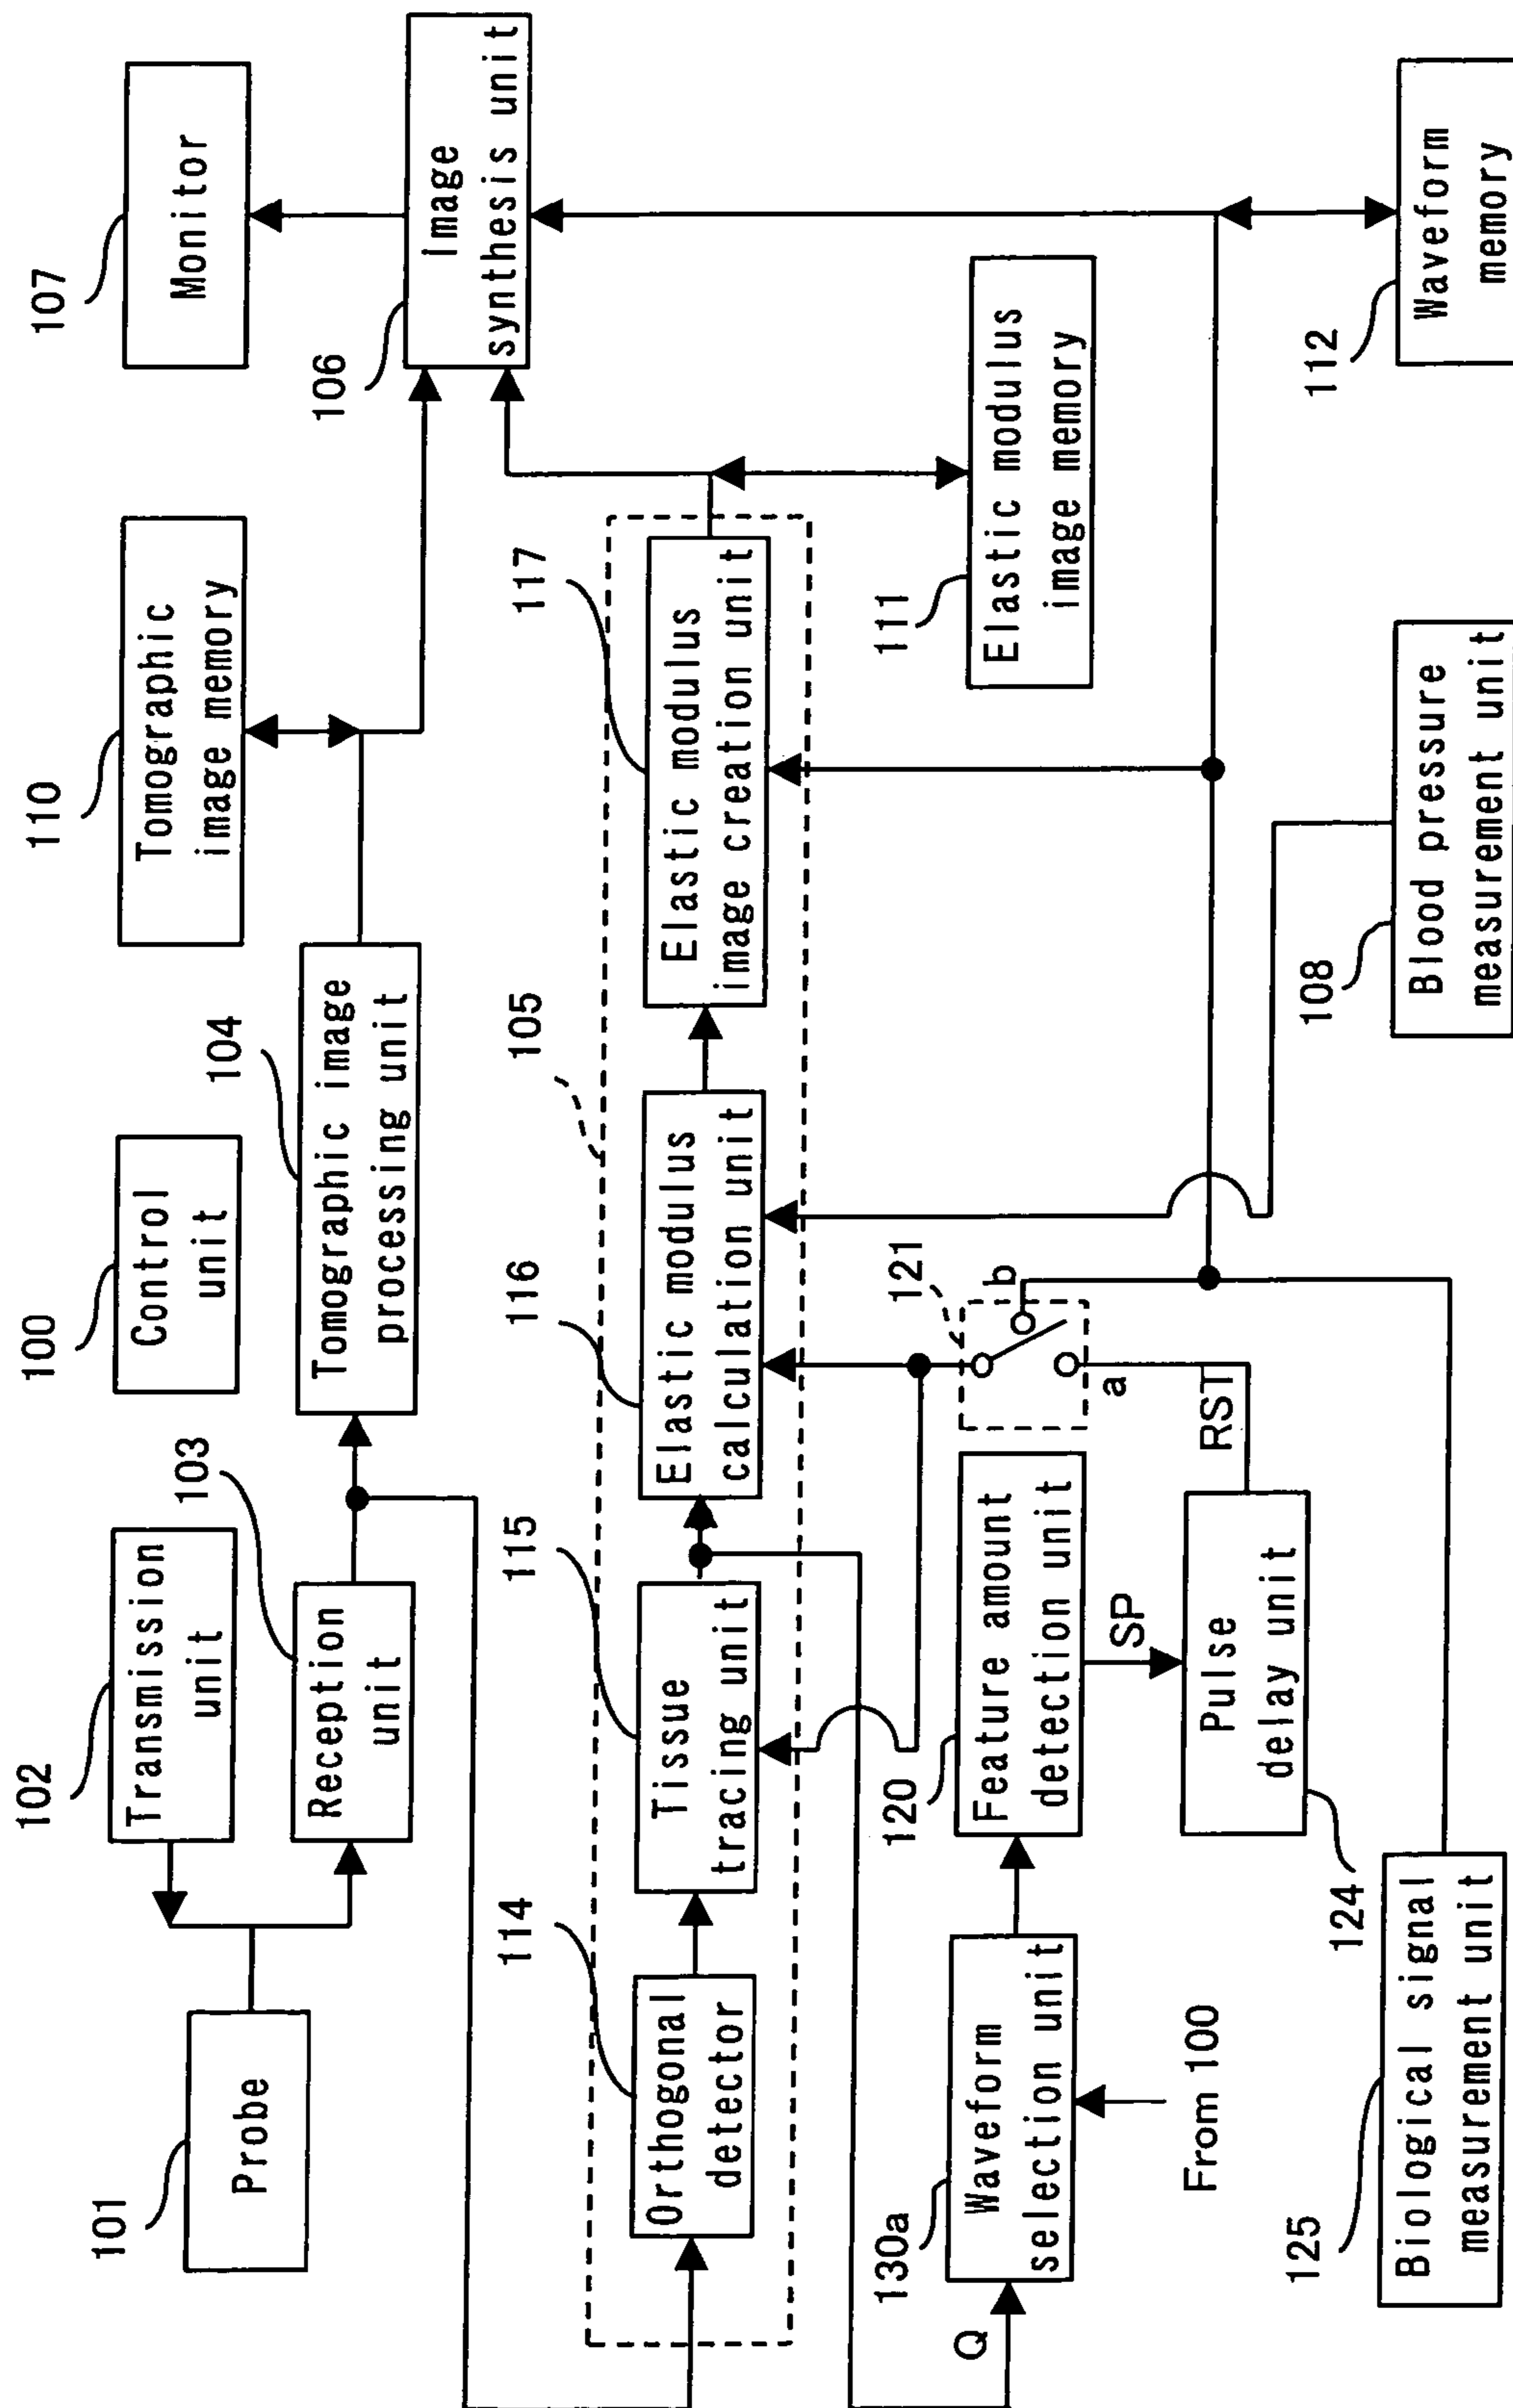 101
Probe
102
Transmission
unit
103
Reception
unit
100
Control
unit
104
Tomographic image
processing unit
110
Tomographic
image memory
107
Monitor
106
Image
synthesis unit
105
114
Orthogonal
detector
115
Tissue
tracing unit
116
Elastic modulus
calculation unit
117
Elastic modulus
image creation unit
111
Elastic modulus
image memory
Q
130a
Waveform
selection unit
From 100
120
Feature amount
detection unit
SP
Pulse
delay unit
124
RST
121
a
b
125
Biological signal
measurement unit
108
Blood pressure
measurement unit
112
Waveform
memory